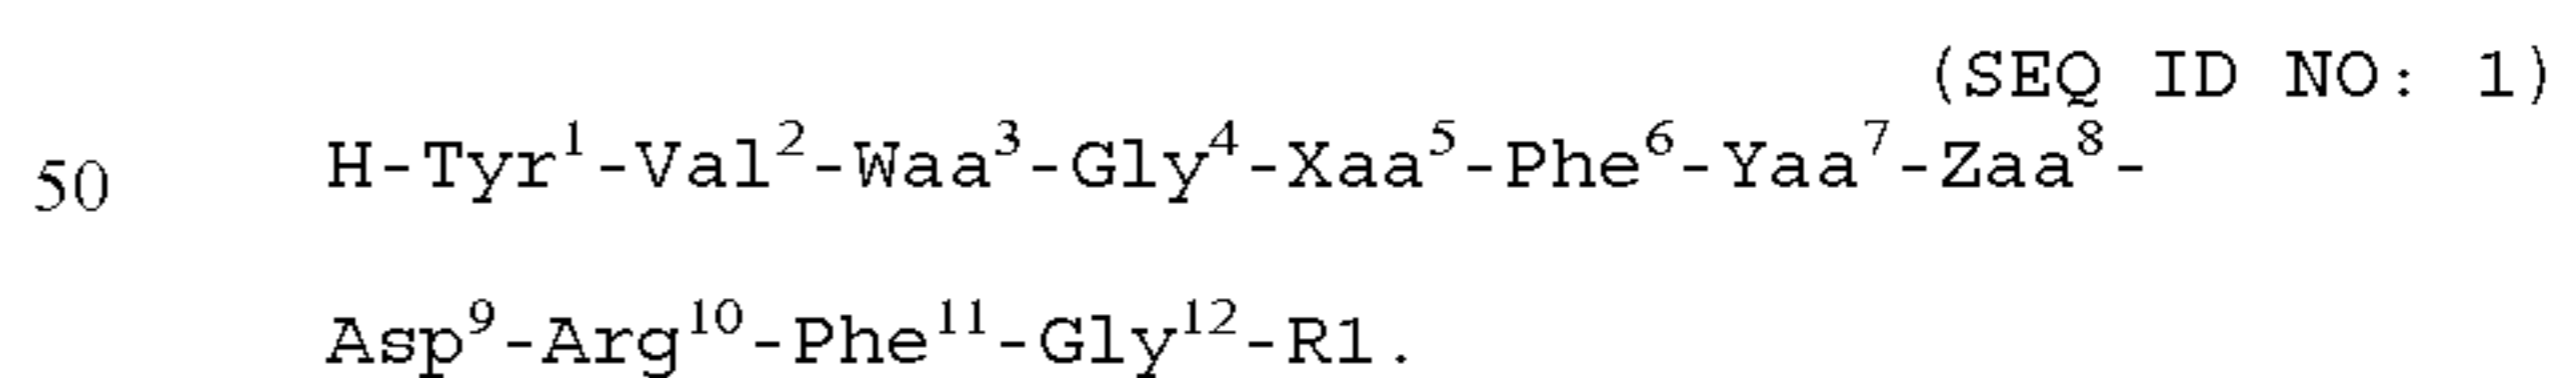 (SEQ ID NO: 1)
50 H-Tyr¹-Val²-Waa³-Gly⁴-Xaa⁵-Phe⁶-Yaa⁷-Zaa⁸-
Asp⁹-Arg¹⁰-Phe¹¹-Gly¹²-R1.